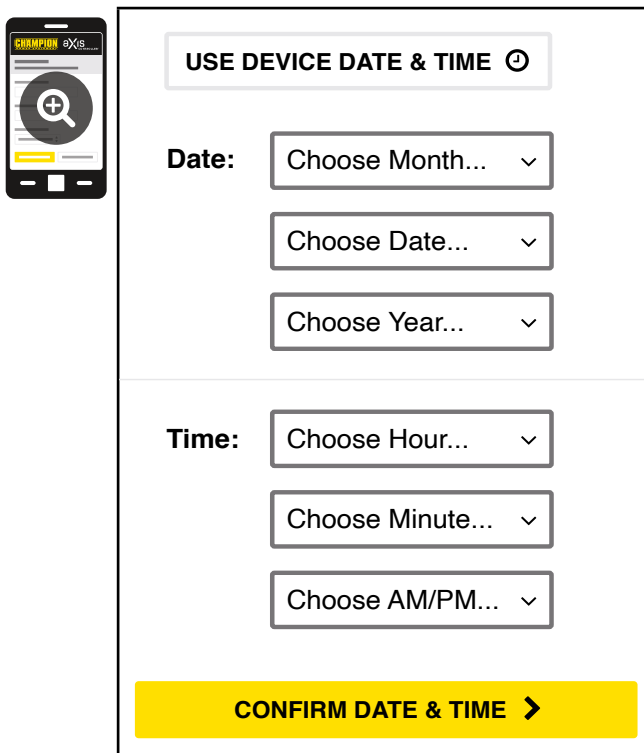 CHAMPION aXis
USE DEVICE DATE & TIME
Date:
Choose Month...
Choose Date...
Choose Year...
Time:
Choose Hour...
Choose Minute...
Choose AM/PM...
CONFIRM DATE & TIME